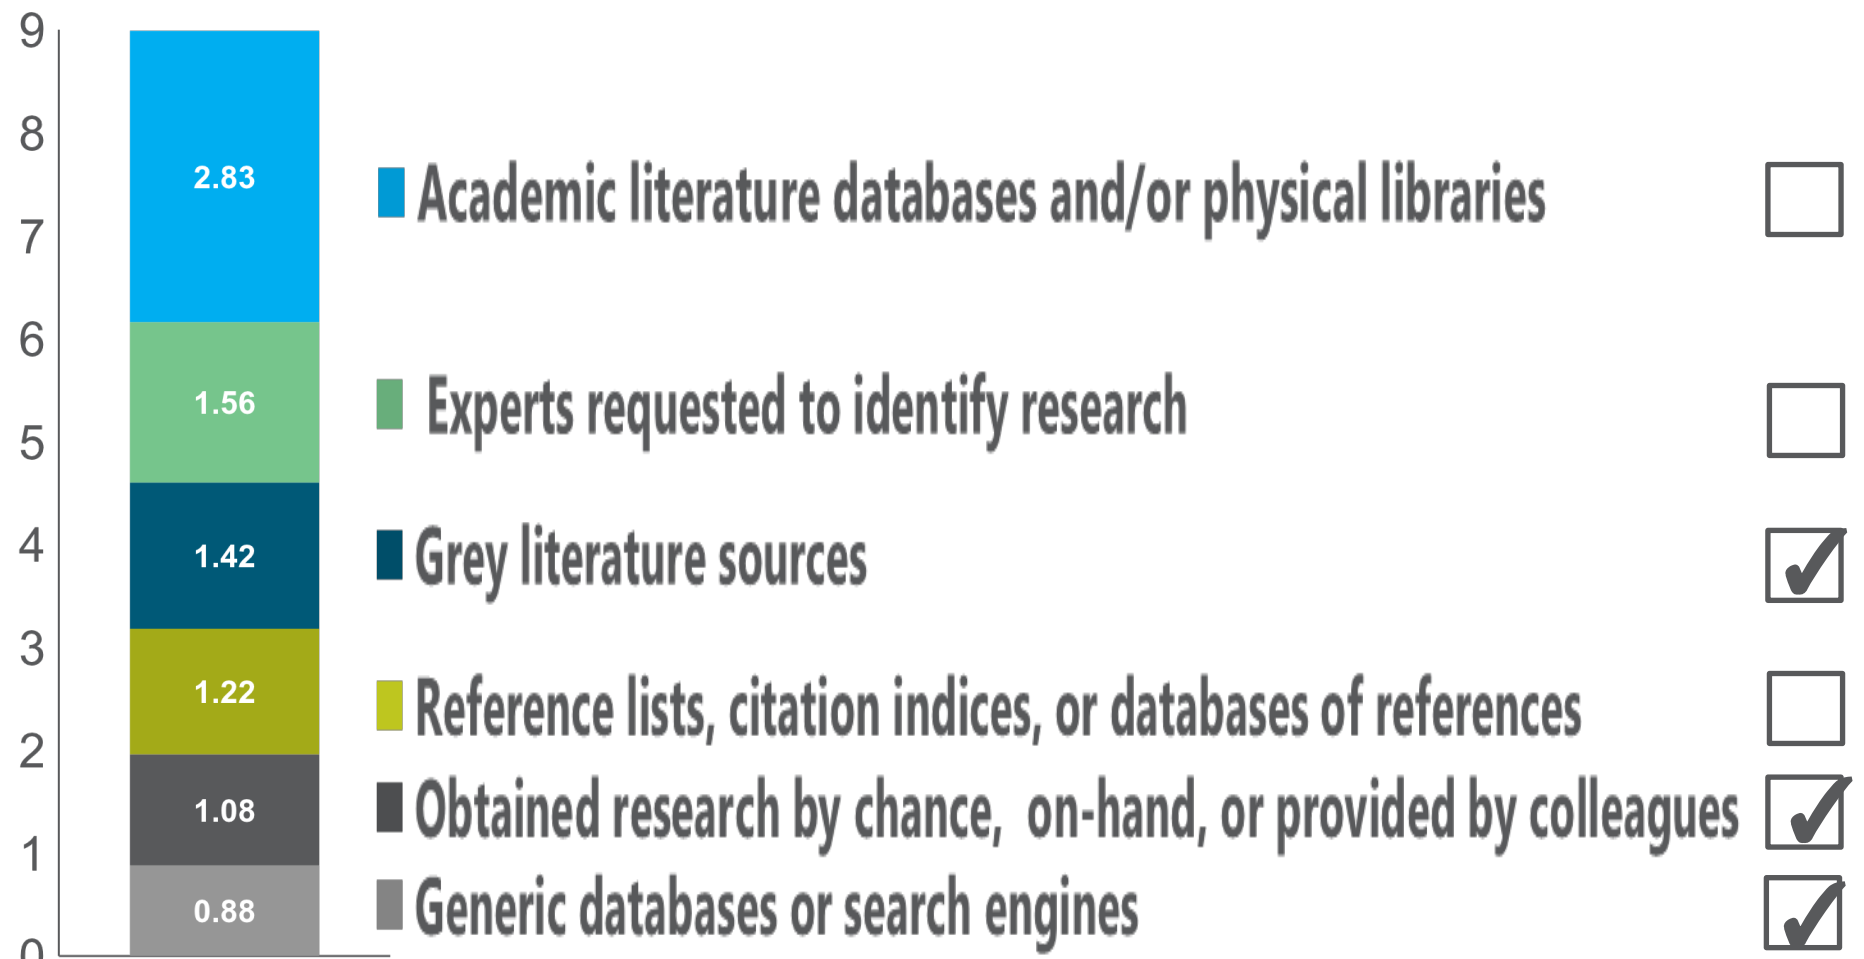 9
8
2.83
Academic literature databases and/or physical libraries
7
6
1.56
Experts requested to identify research
5
4
1.42
Grey literature sources
3
1.22
Reference lists, citation indices, or databases of references
2
1.08
Obtained research by chance, on-hand, or provided by colleagues
1
0.88
Generic databases or search engines
0